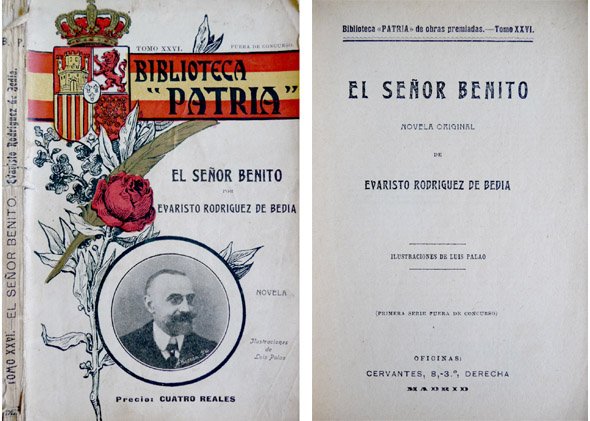 TOMO XXVI. FUERA DE CONCURSO.
BIBLIOTECA
"PATRIA"
EL SEÑOR BENITO
POR
EVARISTO RODRIGUEZ DE BEDIA
NOVELA
Ilustraciones
de
Luis Palao
Precio: CUATRO REALES
TOMO XXVI.—EL SEÑOR BENITO. Evaristo Rodríguez de Bedia.
Biblioteca «PATRIA» de obras premiadas.—Tomo XXVI.
EL SEÑOR BENITO
NOVELA ORIGINAL
DE
EVARISTO RODRIGUEZ DE BEDIA
ILUSTRACIONES DE LUIS PALAO
(PRIMERA SERIE FUERA DE CONCURSO)
OFICINAS:
CERVANTES, 8,-3.º, DERECHA
MADRID